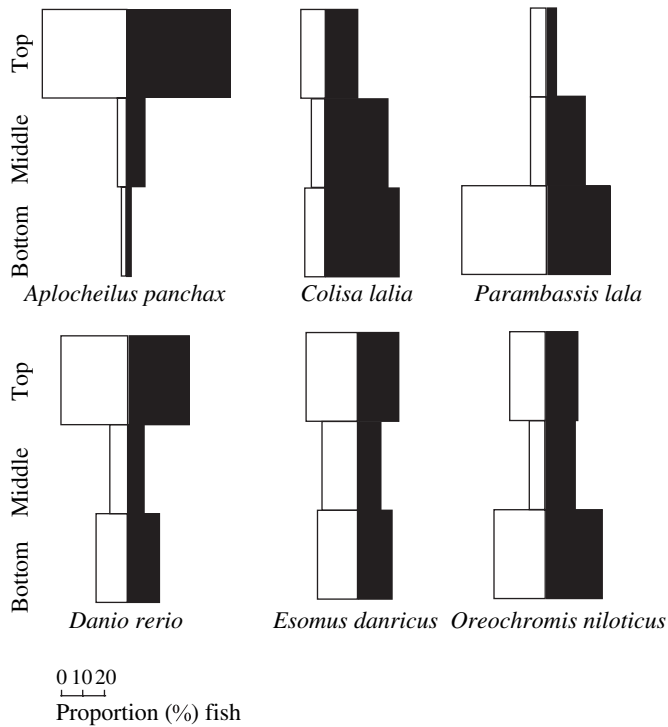 Top
Middle
Bottom
Aplocheilus panchax
Colisa lalia
Parambassis lala
Top
Middle
Bottom
Danio rerio
Esomus danricus
Oreochromis niloticus
0 10 20
Proportion (%) fish